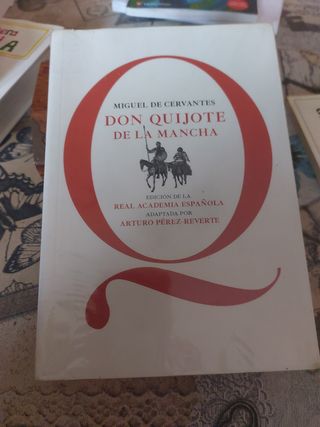 MIGUEL DE CERVANTES
DON QUIJOTE
DE LA MANCHA
EDICIÓN DE LA
REAL ACADEMIA ESPAÑOLA
ADAPTADA POR
ARTURO PÉREZ-REVERTE